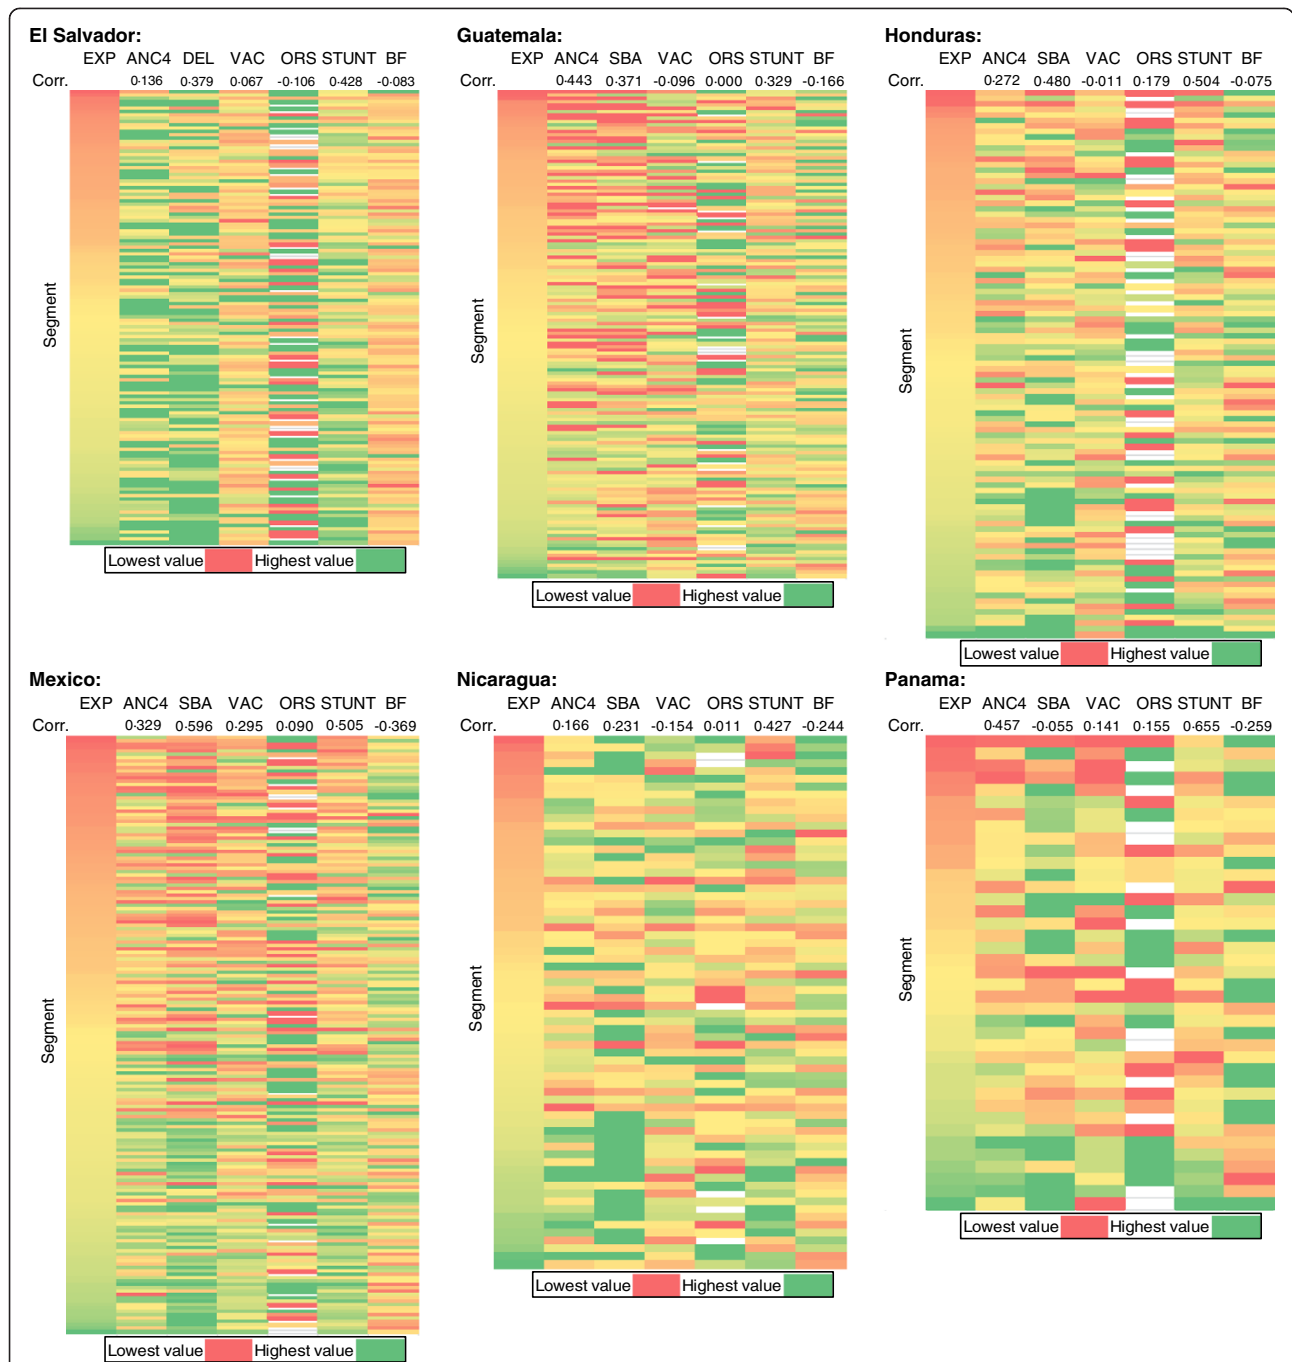 El Salvador:
EXP ANC4 DEL VAC ORS STUNT BF
Corr. 0·136 0·379 0·067 -0·106 0·428 -0·083
Segment
Lowest value Highest value
Guatemala:
EXP ANC4 SBA VAC ORS STUNT BF
0·443 0·371 -0·096 0·000 0·329 -0·166
Segment
Lowest value Highest value
Honduras:
EXP ANC4 SBA VAC ORS STUNT BF
Corr. 0·272 0·480 -0·011 0·179 0·504 -0·075
Segment
Lowest value Highest value
Mexico:
EXP ANC4 SBA VAC ORS STUNT BF
Corr. 0·329 0·596 0·295 0·090 0·505 -0·369
Segment
Lowest value Highest value
Nicaragua:
EXP ANC4 SBA VAC ORS STUNT BF
Corr. 0·166 0·231 -0·154 0·011 0·427 -0·244
Segment
Lowest value Highest value
Panama:
EXP ANC4 SBA VAC ORS STUNT BF
Corr. 0·457 -0·055 0·141 0·155 0·655 -0·259
Segment
Lowest value Highest value